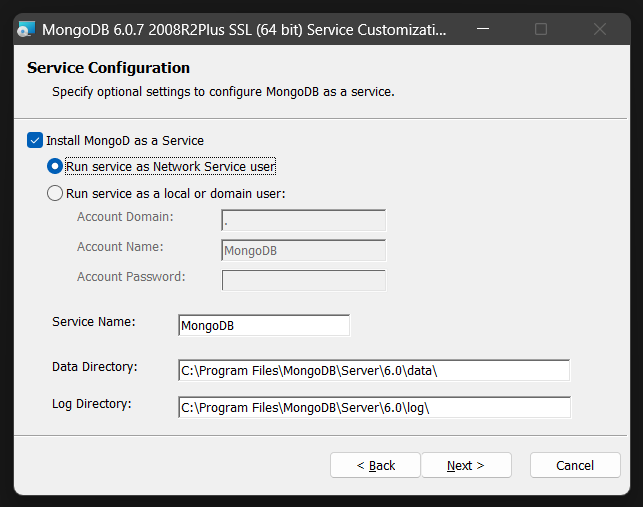 MongoDB 6.0.7 2008R2Plus SSL (64 bit) Service Customizati...
Service Configuration
Specify optional settings to configure MongoDB as a service.
Install MongoD as a Service
Run service as Network Service user
Run service as a local or domain user:
Account Domain: .
Account Name: MongoDB
Account Password:
Service Name: MongoDB
Data Directory: C:\Program Files\MongoDB\Server\6.0\data\
Log Directory: C:\Program Files\MongoDB\Server\6.0\log\
< Back Next > Cancel